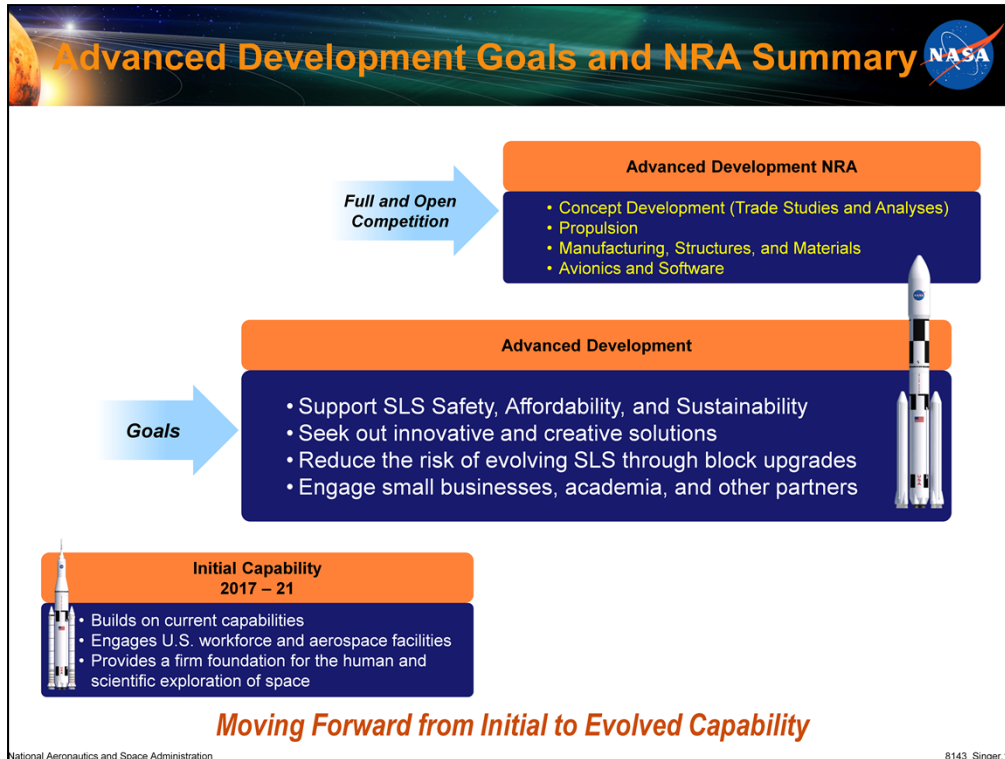 Advanced Development Goals and NRA Summary
NASA
Full and Open
Competition
Advanced Development NRA
• Concept Development (Trade Studies and Analyses)
• Propulsion
• Manufacturing, Structures, and Materials
• Avionics and Software
Goals
Advanced Development
• Support SLS Safety, Affordability, and Sustainability
• Seek out innovative and creative solutions
• Reduce the risk of evolving SLS through block upgrades
• Engage small businesses, academia, and other partners
Initial Capability
2017 – 21
• Builds on current capabilities
• Engages U.S. workforce and aerospace facilities
• Provides a firm foundation for the human and
scientific exploration of space
Moving Forward from Initial to Evolved Capability
National Aeronautics and Space Administration
8143_Singer.